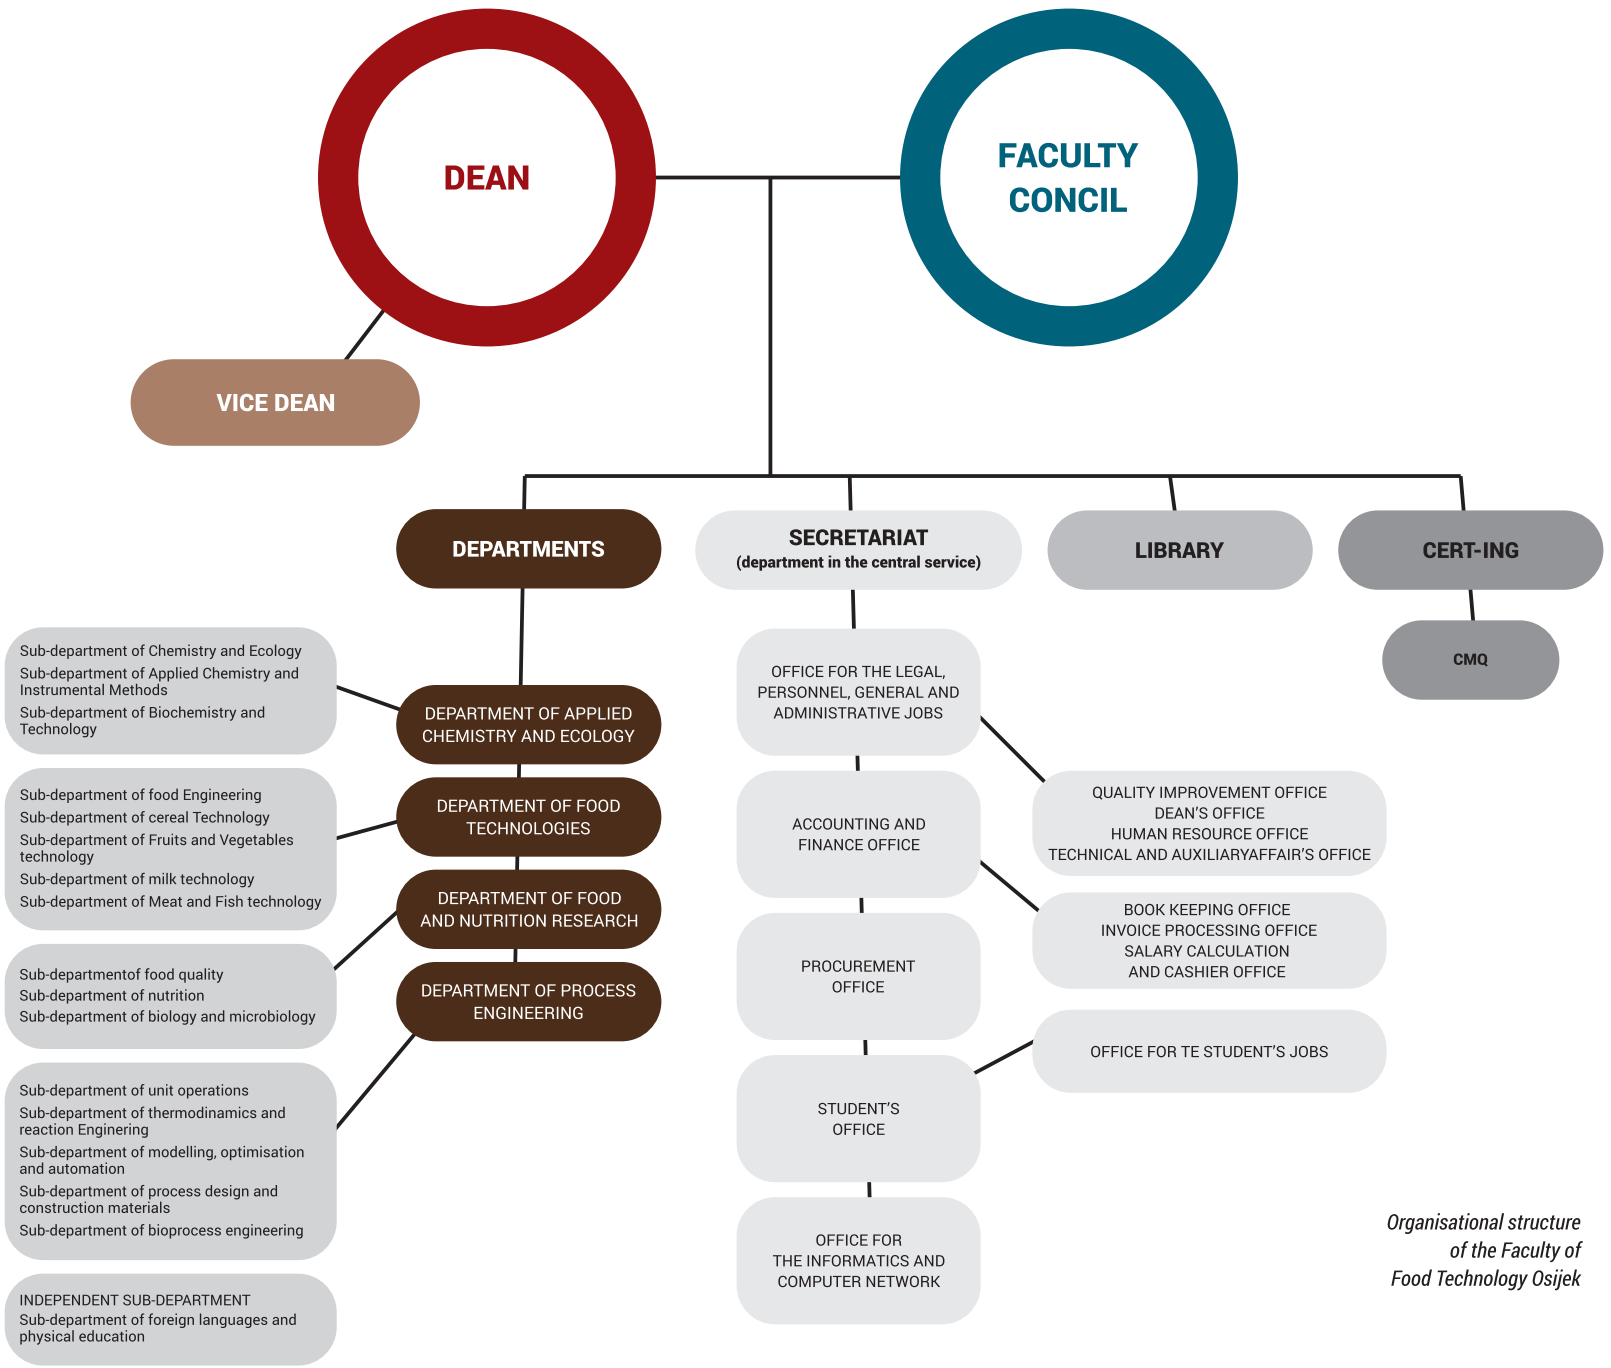 DEAN
FACULTY
CONCIL
VICE DEAN
DEPARTMENTS
SECRETARIAT
(department in the central service)
LIBRARY
CERT-ING
CMQ
Sub-department of Chemistry and Ecology
Sub-department of Applied Chemistry and
Instrumental Methods
Sub-department of Biochemistry and
Technology
Sub-department of food Engineering
Sub-department of cereal Technology
Sub-department of Fruits and Vegetables
technology
Sub-department of milk technology
Sub-department of Meat and Fish technology
Sub-departmentof food quality
Sub-department of nutrition
Sub-department of biology and microbiology
Sub-department of unit operations
Sub-department of thermodinamics and
reaction Enginering
Sub-department of modelling, optimisation
and automation
Sub-department of process design and
construction materials
Sub-department of bioprocess engineering
INDEPENDENT SUB-DEPARTMENT
Sub-department of foreign languages and
physical education
DEPARTMENT OF APPLIED
CHEMISTRY AND ECOLOGY
DEPARTMENT OF FOOD
TECHNOLOGIES
DEPARTMENT OF FOOD
AND NUTRITION RESEARCH
DEPARTMENT OF PROCESS
ENGINEERING
OFFICE FOR THE LEGAL,
PERSONNEL, GENERAL AND
ADMINISTRATIVE JOBS
ACCOUNTING AND
FINANCE OFFICE
PROCUREMENT
OFFICE
STUDENT’S
OFFICE
OFFICE FOR
THE INFORMATICS AND
COMPUTER NETWORK
QUALITY IMPROVEMENT OFFICE
DEAN’S OFFICE
HUMAN RESOURCE OFFICE
TECHNICAL AND AUXILIARYAFFAIR’S OFFICE
BOOK KEEPING OFFICE
INVOICE PROCESSING OFFICE
SALARY CALCULATION
AND CASHIER OFFICE
OFFICE FOR TE STUDENT’S JOBS
Organisational structure
of the Faculty of
Food Technology Osijek